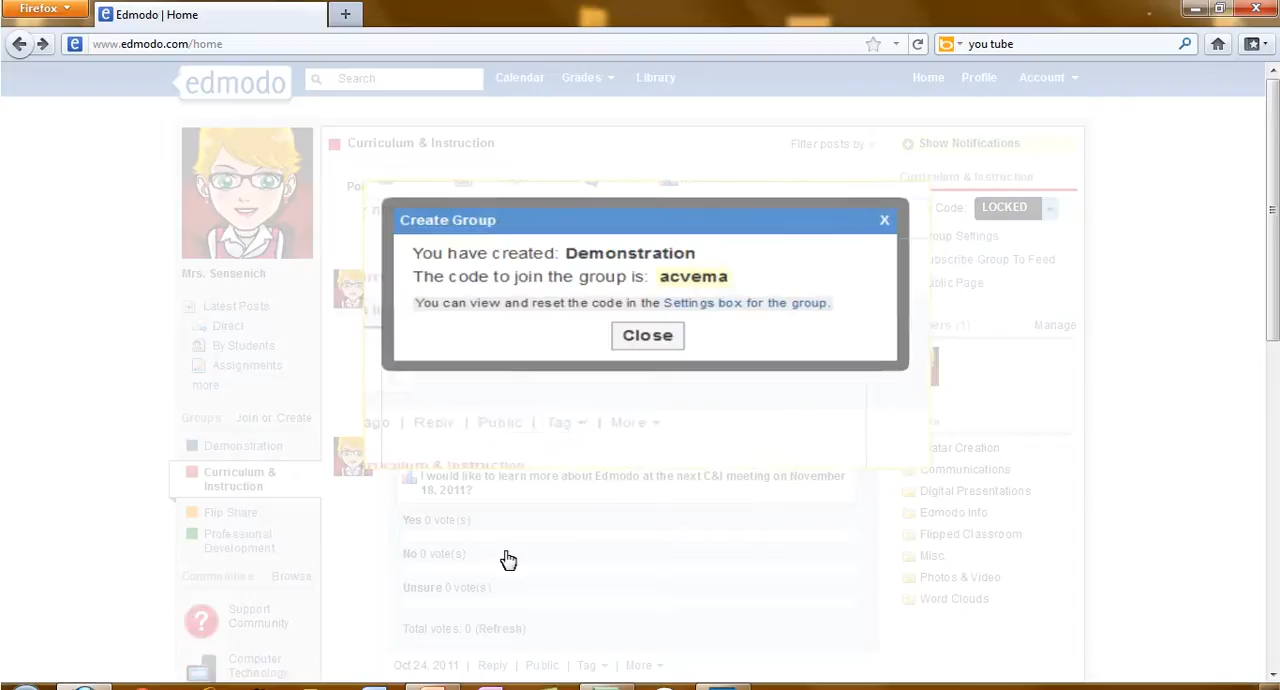 Firefox
Edmodo | Home
www.edmodo.com/home
you tube
edmodo
Search
Calendar
Grades
Library
Home
Profile
Account
Curriculum & Instruction
Filter posts by
Show Notifications
Curriculum & Instruction
Code:
LOCKED
Create Group
X
You have created: Demonstration
The code to join the group is: acvema
You can view and reset the code in the Settings box for the group.
Close
Mrs. Sensenich
Latest Posts
Direct
By Students
Assignments
more
Groups
Join or Create
Demonstration
Curriculum &
Instruction
Flip Share
Professional
Development
Communities
Browse
Support
Community
Computer
Technology
ago | Reply | Public | Tag | More
Curriculum & Instruction
I would like to learn more about Edmodo at the next C&I meeting on November
18, 2011?
Yes 0 vote(s)
No 0 vote(s)
Unsure 0 vote(s)
Total votes: 0 (Refresh)
Oct 24, 2011 | Reply | Public | Tag | More
roup Settings
ubscribe Group To Feed
Page
ers (1)
Manage
vatar Creation
Communications
Digital Presentations
Edmodo Info
Flipped Classroom
Misc.
Photos & Video
Word Clouds